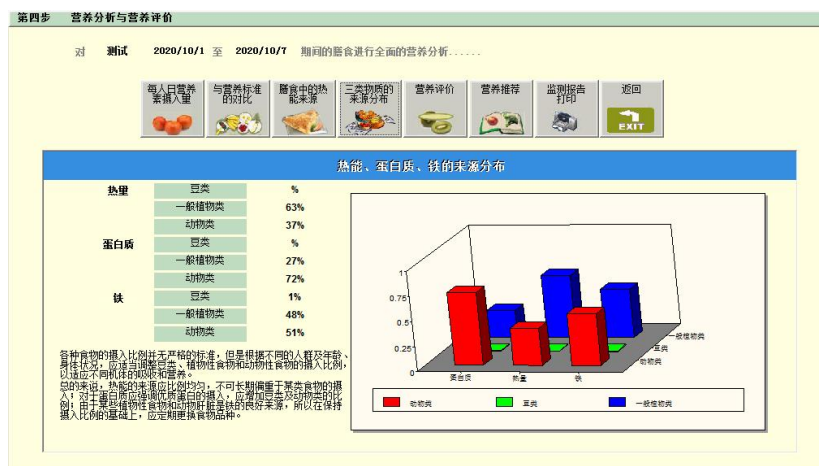 第四步 营养分析与营养评价
对 测试 2020/10/1 至 2020/10/7 期间的膳食进行全面的营养分析......
每人日营养素摄入量
与营养标准的对比
膳食中的热能来源
三类物质的来源分布
营养评价
营养推荐
监测报告打印
返回
EXIT
热能、蛋白质、铁的来源分布
热量 豆类 %
一般植物类 63%
动物类 37%
蛋白质 豆类 %
一般植物类 27%
动物类 72%
铁 豆类 1%
一般植物类 48%
动物类 51%
各种食物的摄入比例并无严格的标准，但是根据不同的人群及年龄、
身体状况，应适当调整豆类、植物性食物和动物性食物的摄入比例，
以适应不同机体的吸收和营养。
总的来说，热能的来源应比例均匀，不可长期偏重于某类食物的摄
入；对于蛋白质应强调优质蛋白的摄入，应增加豆类及动物类的比
例；由于某些植物性食物和动物肝脏是铁的良好来源，所以在保持
摄入比例的基础上，应定期更换食物品种。
1
0.75
0.5
0.25
0
蛋白质 热量 铁
一般植物类
豆类
动物类
动物类 豆类 一般植物类